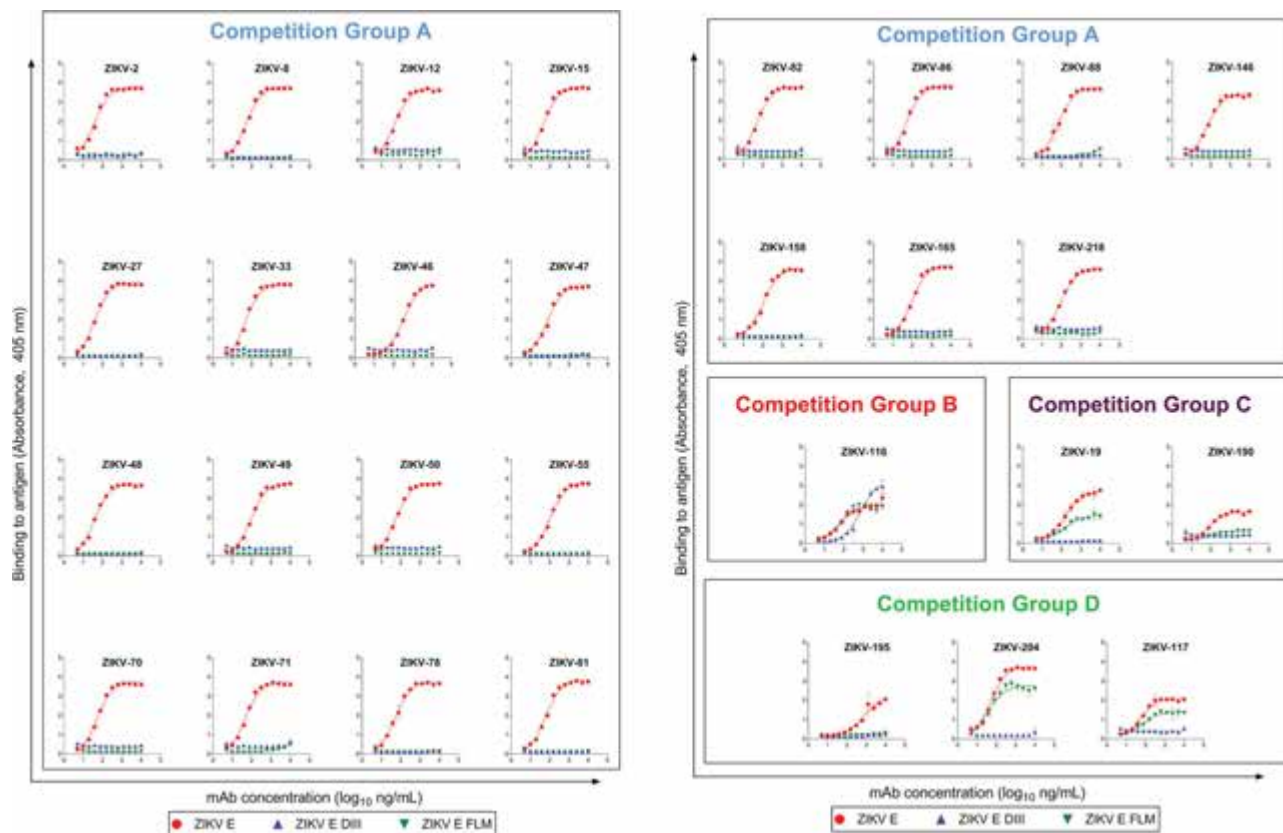 Competition Group A
ZIKV-2
ZIKV-8
ZIKV-12
ZIKV-15
ZIKV-27
ZIKV-33
ZIKV-46
ZIKV-47
ZIKV-48
ZIKV-49
ZIKV-50
ZIKV-55
ZIKV-70
ZIKV-71
ZIKV-78
ZIKV-81
Binding to antigen (Absorbance, 405 nm)
mAb concentration (log10 ng/mL)
ZIKV E ZIKV E DIII ZIKV E FLM
Competition Group A
ZIKV-82
ZIKV-86
ZIKV-88
ZIKV-146
ZIKV-158
ZIKV-165
ZIKV-218
Competition Group B
ZIKV-116
Competition Group C
ZIKV-19
ZIKV-190
Competition Group D
ZIKV-195
ZIKV-204
ZIKV-117
Binding to antigen (Absorbance, 405 nm)
mAb concentration (log10 ng/mL)
ZIKV E ZIKV E DIII ZIKV E FLM